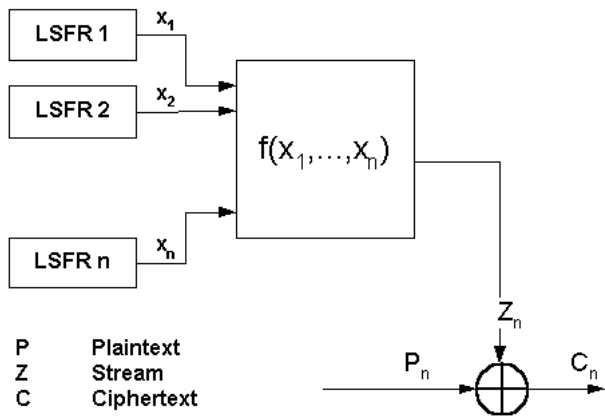 LSFR 1
x1
LSFR 2
x2
f(x1,...,xn)
LSFR n
xn
Zn
P Plaintext
Z Stream
C Ciphertext
Pn
Cn